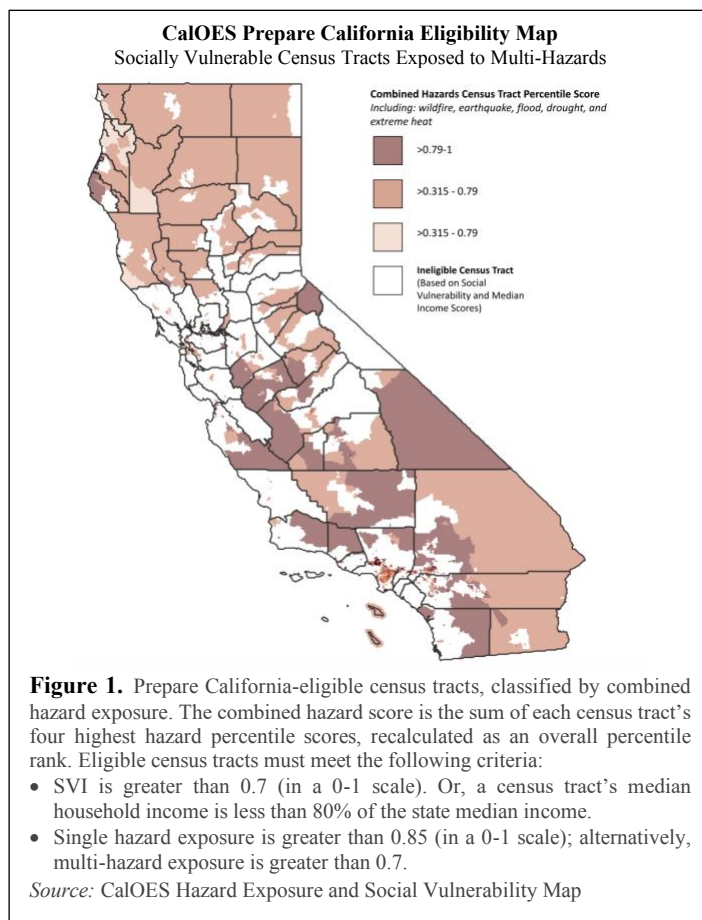 CalOES Prepare California Eligibility Map
Socially Vulnerable Census Tracts Exposed to Multi-Hazards
Combined Hazards Census Tract Percentile Score
Including: wildfire, earthquake, flood, drought, and
extreme heat
>0.79-1
>0.315 - 0.79
>0.315 - 0.79
Ineligible Census Tract
(Based on Social
Vulnerability and Median
Income Scores)
Figure 1. Prepare California-eligible census tracts, classified by combined
hazard exposure. The combined hazard score is the sum of each census tract's
four highest hazard percentile scores, recalculated as an overall percentile
rank. Eligible census tracts must meet the following criteria:
• SVI is greater than 0.7 (in a 0-1 scale). Or, a census tract's median
household income is less than 80% of the state median income.
• Single hazard exposure is greater than 0.85 (in a 0-1 scale); alternatively,
multi-hazard exposure is greater than 0.7.
Source: CalOES Hazard Exposure and Social Vulnerability Map